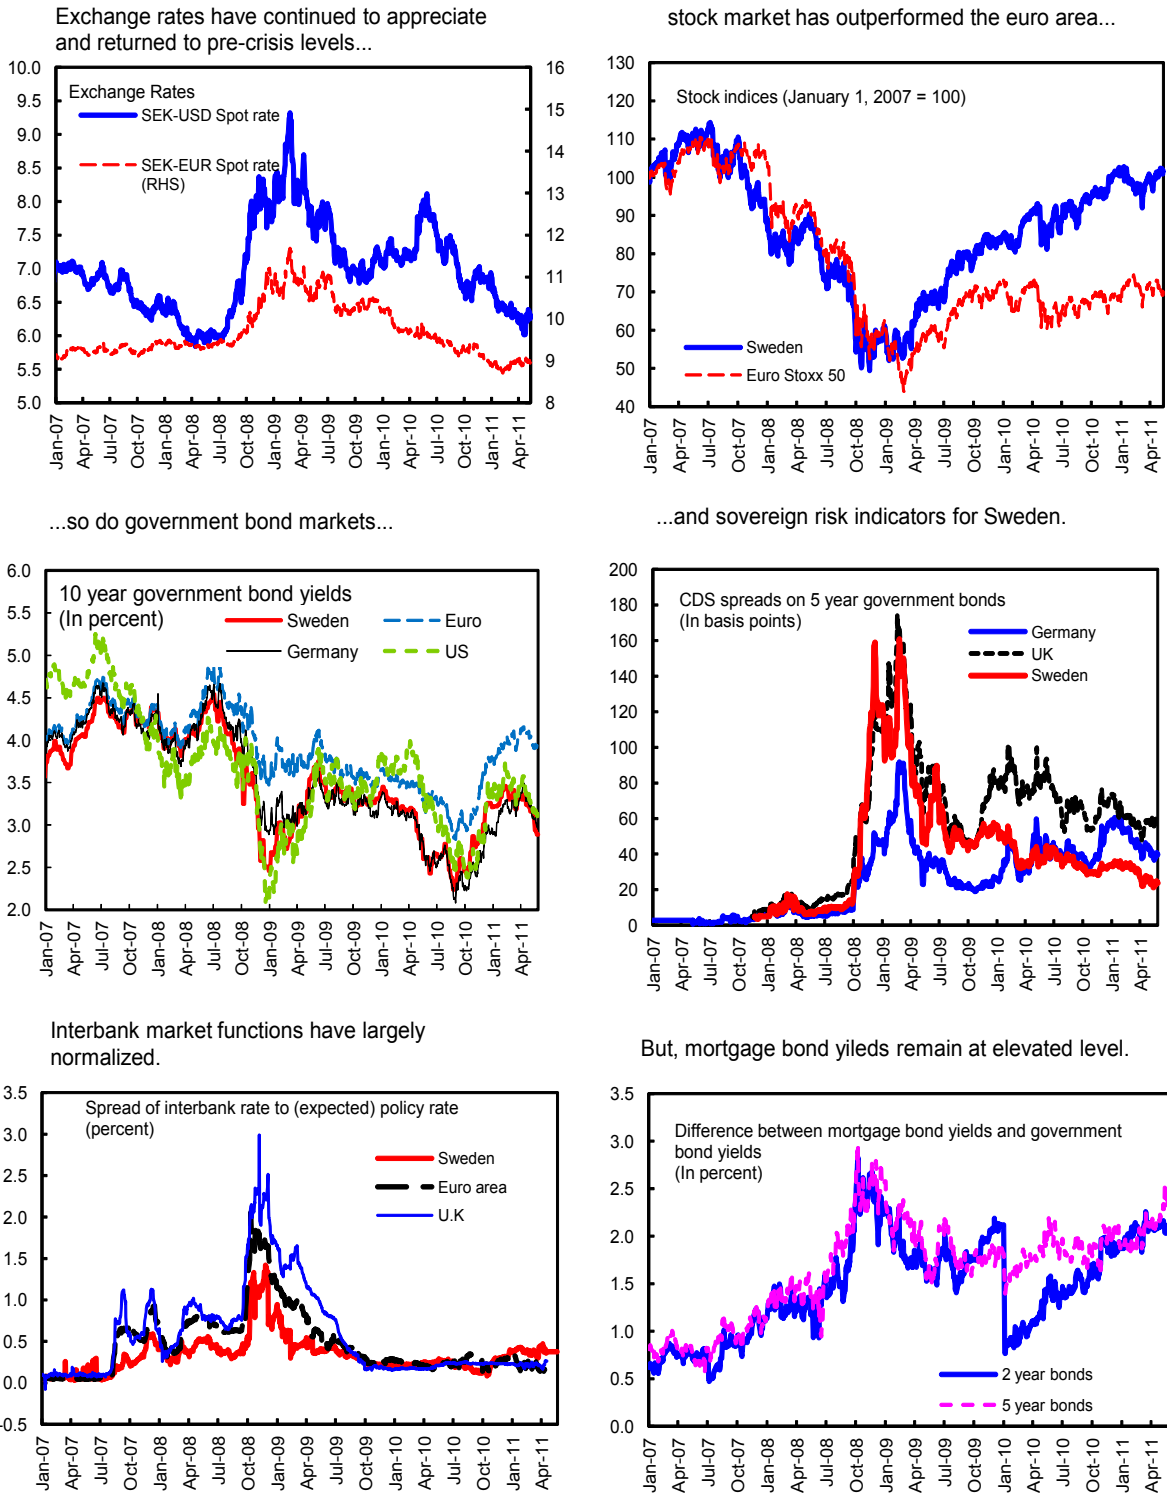 Exchange rates have continued to appreciate
and returned to pre-crisis levels...
10.0
9.5
9.0
8.5
8.0
7.5
7.0
6.5
6.0
5.5
5.0
16
15
14
13
12
11
10
9
8
Exchange Rates
SEK-USD Spot rate
SEK-EUR Spot rate
(RHS)
Jan-07
Apr-07
Jul-07
Oct-07
Jan-08
Apr-08
Jul-08
Oct-08
Jan-09
Apr-09
Jul-09
Oct-09
Jan-10
Apr-10
Jul-10
Oct-10
Jan-11
Apr-11
stock market has outperformed the euro area...
130
120
110
100
90
80
70
60
50
40
Stock indices (January 1, 2007 = 100)
Sweden
Euro Stoxx 50
Jan-07
Apr-07
Jul-07
Oct-07
Jan-08
Apr-08
Jul-08
Oct-08
Jan-09
Apr-09
Jul-09
Oct-09
Jan-10
Apr-10
Jul-10
Oct-10
Jan-11
Apr-11
...so do government bond markets...
6.0
5.5
5.0
4.5
4.0
3.5
3.0
2.5
2.0
10 year government bond yields
(In percent)
Sweden
Euro
Germany
US
Jan-07
Apr-07
Jul-07
Oct-07
Jan-08
Apr-08
Jul-08
Oct-08
Jan-09
Apr-09
Jul-09
Oct-09
Jan-10
Apr-10
Jul-10
Oct-10
Jan-11
Apr-11
...and sovereign risk indicators for Sweden.
200
180
160
140
120
100
80
60
40
20
0
CDS spreads on 5 year government bonds
(In basis points)
Germany
UK
Sweden
Jan-07
Apr-07
Jul-07
Oct-07
Jan-08
Apr-08
Jul-08
Oct-08
Jan-09
Apr-09
Jul-09
Oct-09
Jan-10
Apr-10
Jul-10
Oct-10
Jan-11
Apr-11
Interbank market functions have largely
normalized.
3.5
3.0
2.5
2.0
1.5
1.0
0.5
0.0
-0.5
Spread of interbank rate to (expected) policy rate
(percent)
Sweden
Euro area
U.K
Jan-07
Apr-07
Jul-07
Oct-07
Jan-08
Apr-08
Jul-08
Oct-08
Jan-09
Apr-09
Jul-09
Oct-09
Jan-10
Apr-10
Jul-10
Oct-10
Jan-11
Apr-11
But, mortgage bond yileds remain at elevated level.
3.5
3.0
2.5
2.0
1.5
1.0
0.5
0.0
Difference between mortgage bond yields and government
bond yields
(In percent)
2 year bonds
5 year bonds
Jan-07
Apr-07
Jul-07
Oct-07
Jan-08
Apr-08
Jul-08
Oct-08
Jan-09
Apr-09
Jul-09
Oct-09
Jan-10
Apr-10
Jul-10
Oct-10
Jan-11
Apr-11